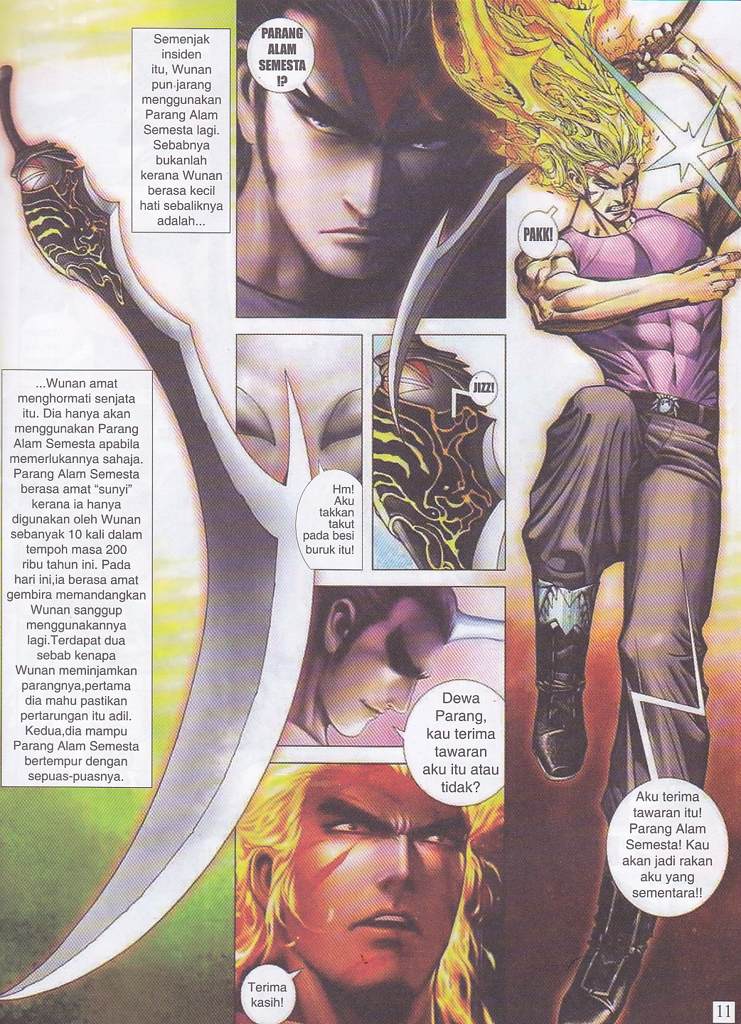 Semenjak
insiden
itu, Wunan
pun jarang
menggunakan
Parang Alam
Semesta lagi.
Sebabnya
bukanlah
kerana Wunan
berasa kecil
hati sebaliknya
adalah...
PARANG
ALAM
SEMESTA
!?
PAKK!
...Wunan amat
menghormati senjata
itu. Dia hanya akan
menggunakan Parang
Alam Semesta apabila
memerlukannya sahaja.
Parang Alam Semesta
berasa amat “sunyi”
kerana ia hanya
digunakan oleh Wunan
sebanyak 10 kali dalam
tempoh masa 200
ribu tahun ini. Pada
hari ini,ia berasa amat
gembira memandangkan
Wunan sanggup
menggunakannya
lagi.Terdapat dua
sebab kenapa
Wunan meminjamkan
parangnya,pertama
dia mahu pastikan
pertarungan itu adil.
Kedua,dia mampu
Parang Alam Semesta
bertempur dengan
sepuas-puasnya.
Hm!
Aku
takkan
takut
pada besi
buruk itu!
JIZZ!
Dewa
Parang,
kau terima
tawaran
aku itu atau
tidak?
Terima
kasih!
Aku terima
tawaran itu!
Parang Alam
Semesta! Kau
akan jadi rakan
aku yang
sementara!!
11